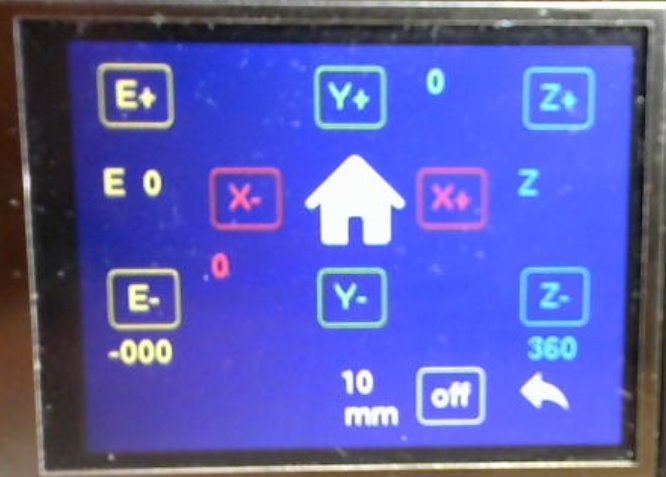 E+ Y+ 0 Z+
E 0 X- X+ Z
0
E- Y- Z-
-000 360
10 off
mm